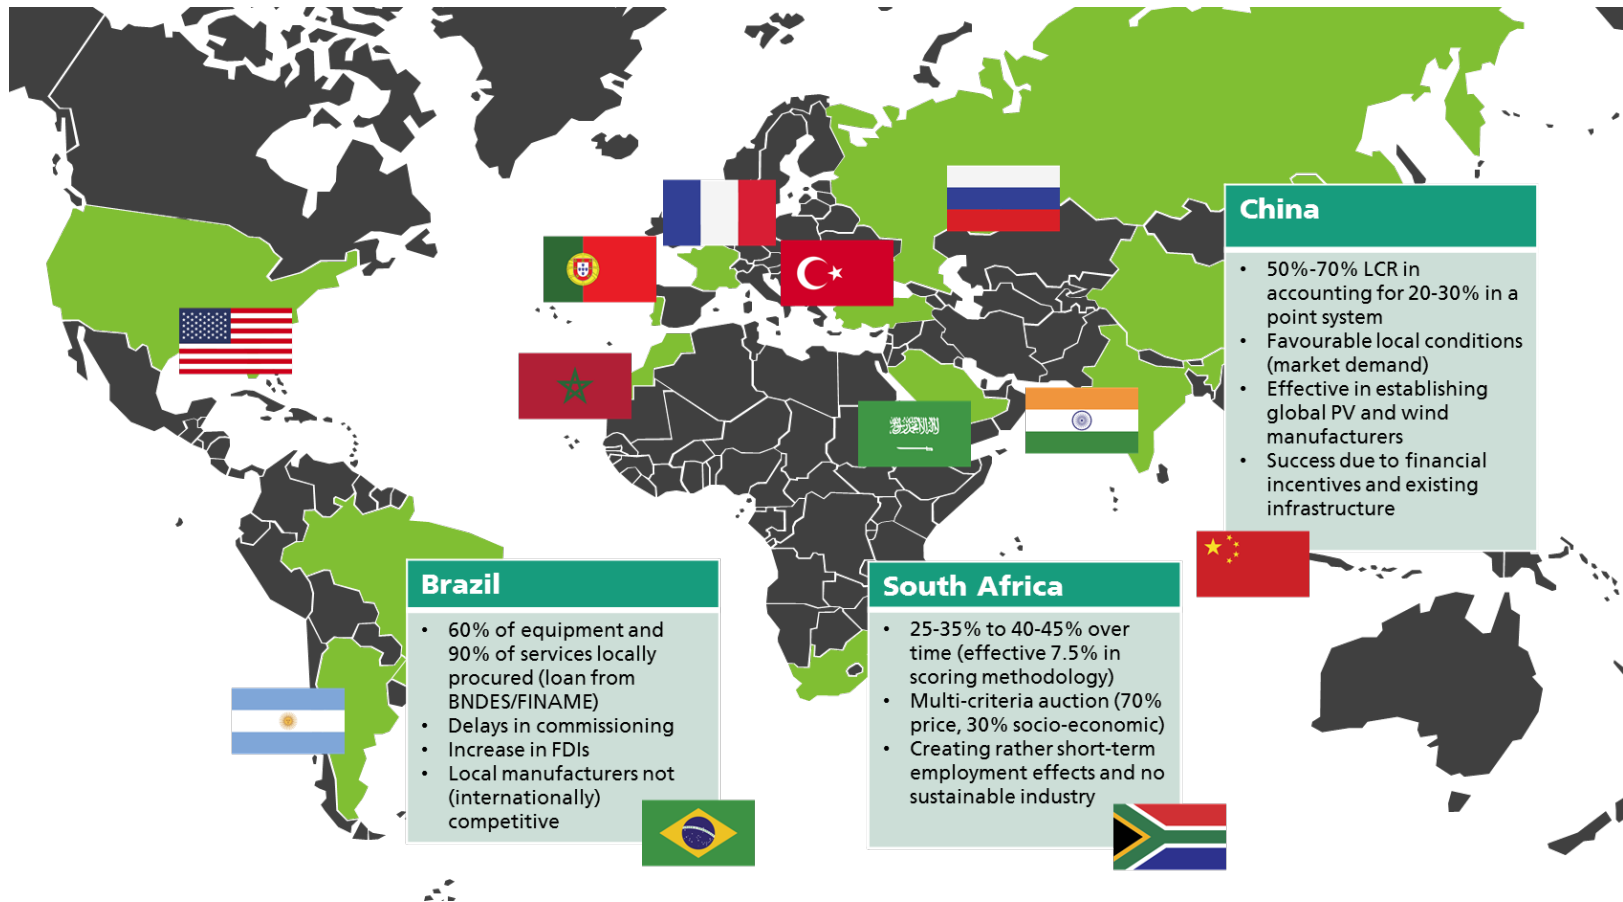 China
• 50%-70% LCR in
accounting for 20-30% in a
point system
• Favourable local conditions
(market demand)
• Effective in establishing
global PV and wind
manufacturers
• Success due to financial
incentives and existing
infrastructure
Brazil
• 60% of equipment and
90% of services locally
procured (loan from
BNDES/FINAME)
• Delays in commissioning
• Increase in FDIs
• Local manufacturers not
(internationally)
competitive
South Africa
• 25-35% to 40-45% over
time (effective 7.5% in
scoring methodology)
• Multi-criteria auction (70%
price, 30% socio-economic)
• Creating rather short-term
employment effects and no
sustainable industry